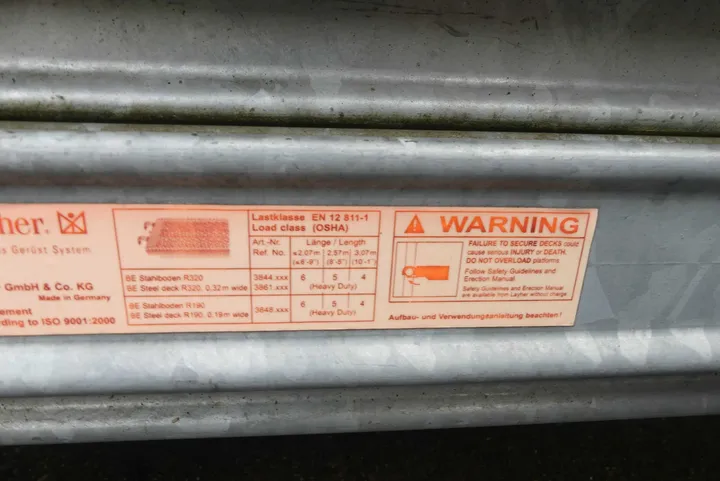 her.
s Gerüst System
GmbH & Co. KG
Made in Germany
ement
ding to ISO 9001:2000
Lastklasse EN 12 811-1
Load class (OSHA)
Art.-Nr. Länge / Length
Ref. No. ≤2.07m 2.57m 3.07m
(≤6'-9") (8'-5") (10'-1")
BE Stahlboden R320 3844.xxx 6 5 4
BE Steel deck R320, 0.32m wide 3861.xxx (Heavy Duty)
BE Stahlboden R190 6 5 4
BE Steel deck R190, 0.19m wide 3848.xxx (Heavy Duty)
WARNING
FAILURE TO SECURE DECKS could
cause serious INJURY or DEATH.
DO NOT OVERLOAD platforms
Follow Safety Guidelines and
Erection Manual
Safety Guidelines and Erection Manual
are available from Layher without charge
Aufbau- und Verwendungsanleitung beachten!